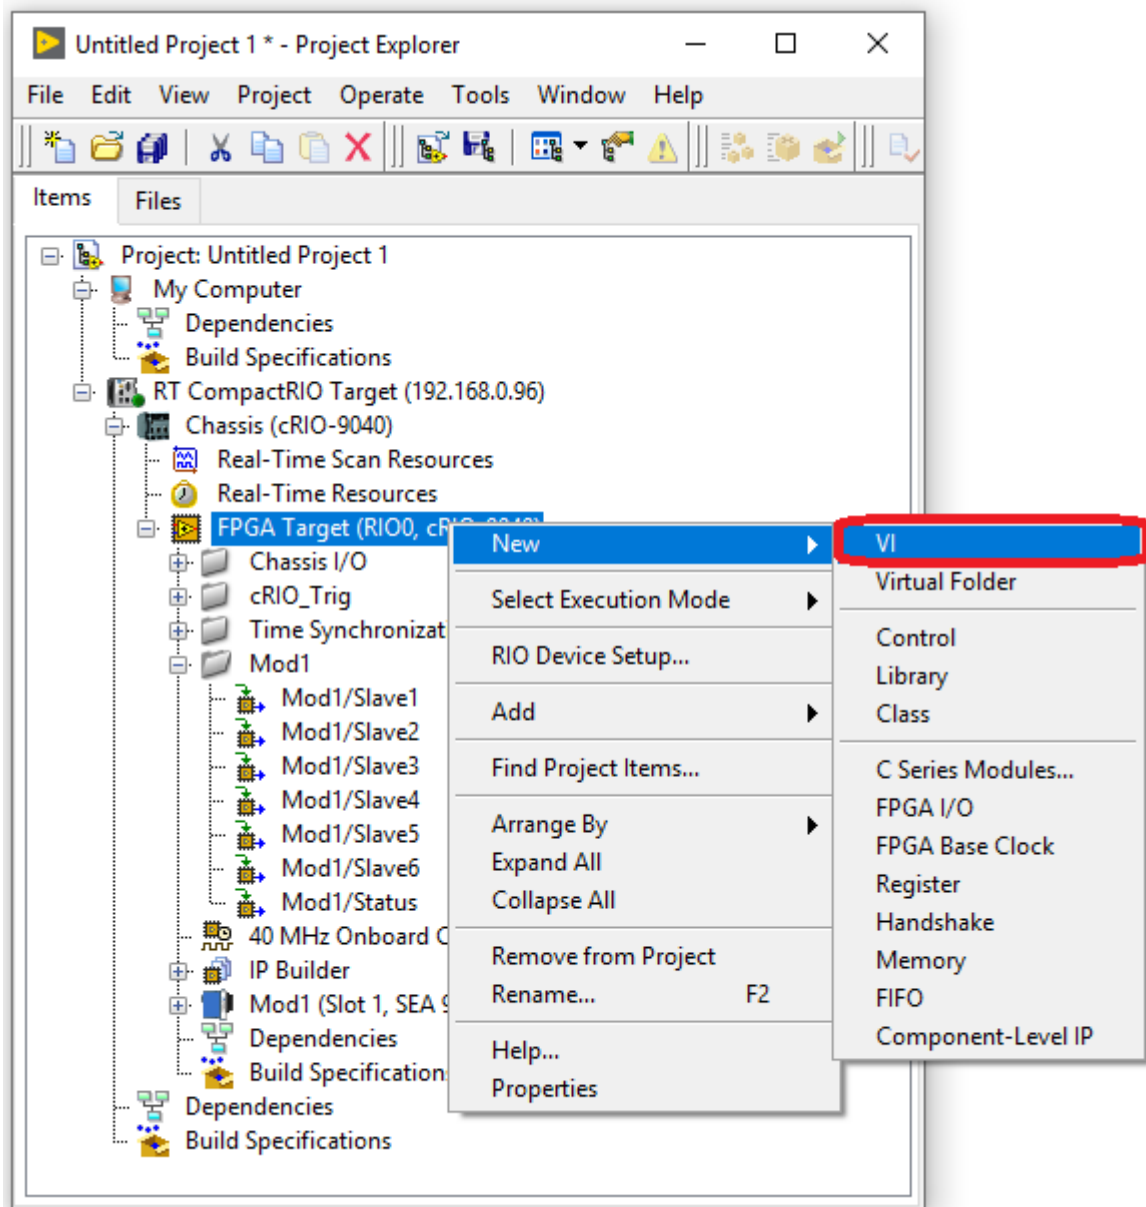 Untitled Project 1 * - Project Explorer
File Edit View Project Operate Tools Window Help
Items Files
Project: Untitled Project 1
My Computer
Dependencies
Build Specifications
RT CompactRIO Target (192.168.0.96)
Chassis (cRIO-9040)
Real-Time Scan Resources
Real-Time Resources
FPGA Target (RIO0,
Chassis I/O
cRIO_Trig
Time
Mod1
Mod1/Slave1
Mod1/Slave2
Mod1/Slave3
Mod1/Slave4
Mod1/Slave5
Mod1/Slave6
Mod1/Status
40 MHz Onboard C
IP Builder
Mod1 (Slot 1, SEA 9
Dependencies
Build Specification
Dependencies
Build Specifications
New
Select Execution Mode
RIO Device Setup...
Add
Find Project Items...
Arrange By
Expand All
Collapse All
Remove from Project
Rename... F2
Help...
Properties
VI
Virtual Folder
Control
Library
Class
C Series Modules...
FPGA I/O
FPGA Base Clock
Register
Handshake
Memory
FIFO
Component-Level IP